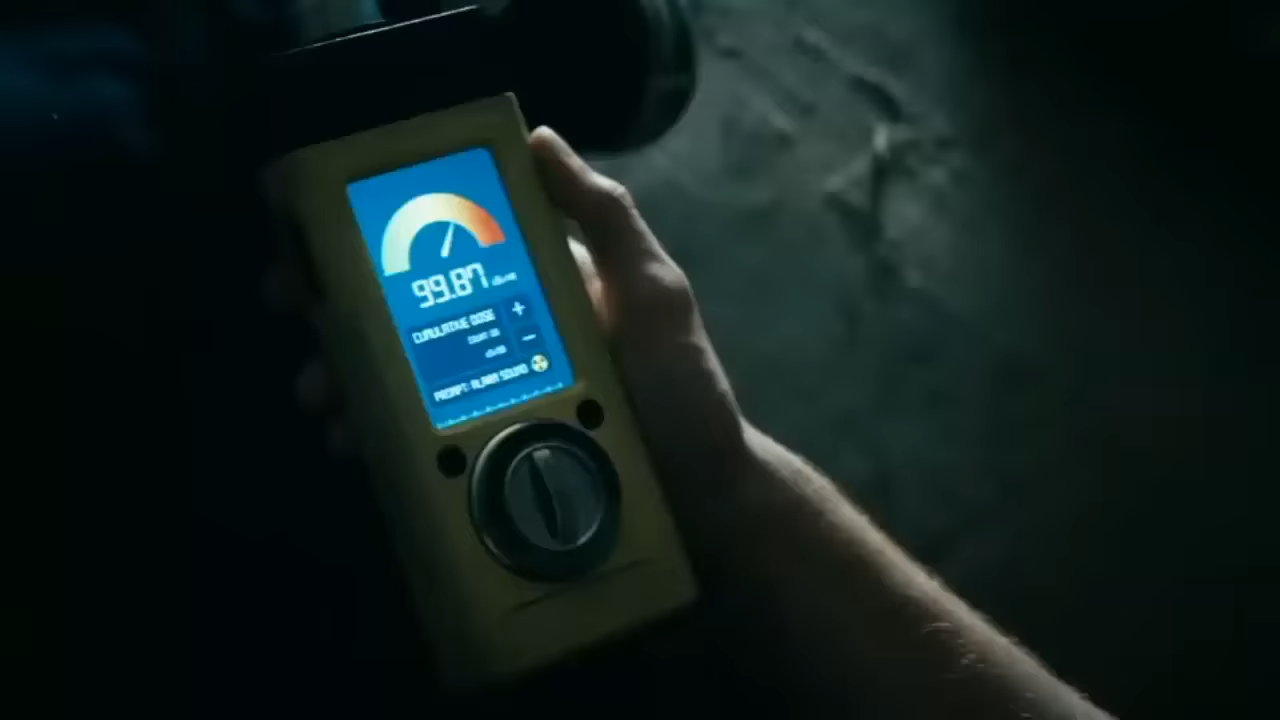 99.87
CUMULATIVE DOSE
+
-
PROMPT: ALARM SOUND